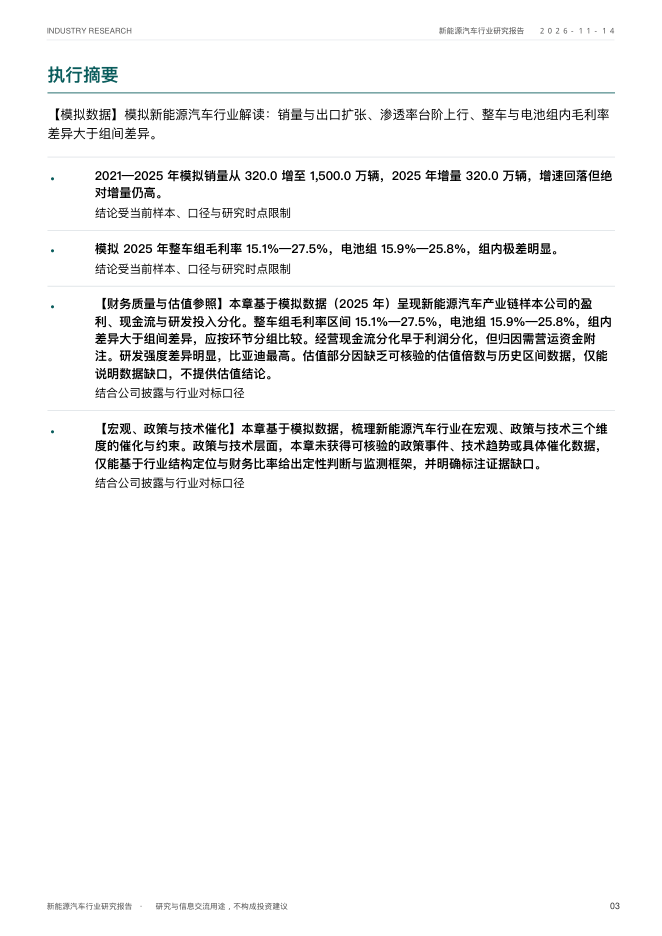 INDUSTRY RESEARCH
新能源汽车行业研究报告 2026-11-14
执行摘要
【模拟数据】模拟新能源汽车行业解读：销量与出口扩张、渗透率台阶上行、整车与电池组内毛利率
差异大于组间差异。
• 2021—2025 年模拟销量从 320.0 增至 1,500.0 万辆，2025 年增量 320.0 万辆，增速回落但绝
对增量仍高。
结论受当前样本、口径与研究时点限制
• 模拟 2025 年整车组毛利率 15.1%—27.5%，电池组 15.9%—25.8%，组内极差明显。
结论受当前样本、口径与研究时点限制
• 【财务质量与估值参照】本章基于模拟数据（2025 年）呈现新能源汽车产业链样本公司的盈
利、现金流与研发投入分化。整车组毛利率区间 15.1%—27.5%，电池组 15.9%—25.8%，组内
差异大于组间差异，应按环节分组比较。经营现金流分化早于利润分化，但归因需营运资金附
注。研发强度差异明显，比亚迪最高。估值部分因缺乏可核验的估值倍数与历史区间数据，仅能
说明数据缺口，不提供估值结论。
结合公司披露与行业对标口径
• 【宏观、政策与技术催化】本章基于模拟数据，梳理新能源汽车行业在宏观、政策与技术三个维
度的催化与约束。政策与技术层面，本章未获得可核验的政策事件、技术趋势或具体催化数据，
仅能基于行业结构定位与财务比率给出定性判断与监测框架，并明确标注证据缺口。
结合公司披露与行业对标口径
新能源汽车行业研究报告 · 研究与信息交流用途，不构成投资建议
03